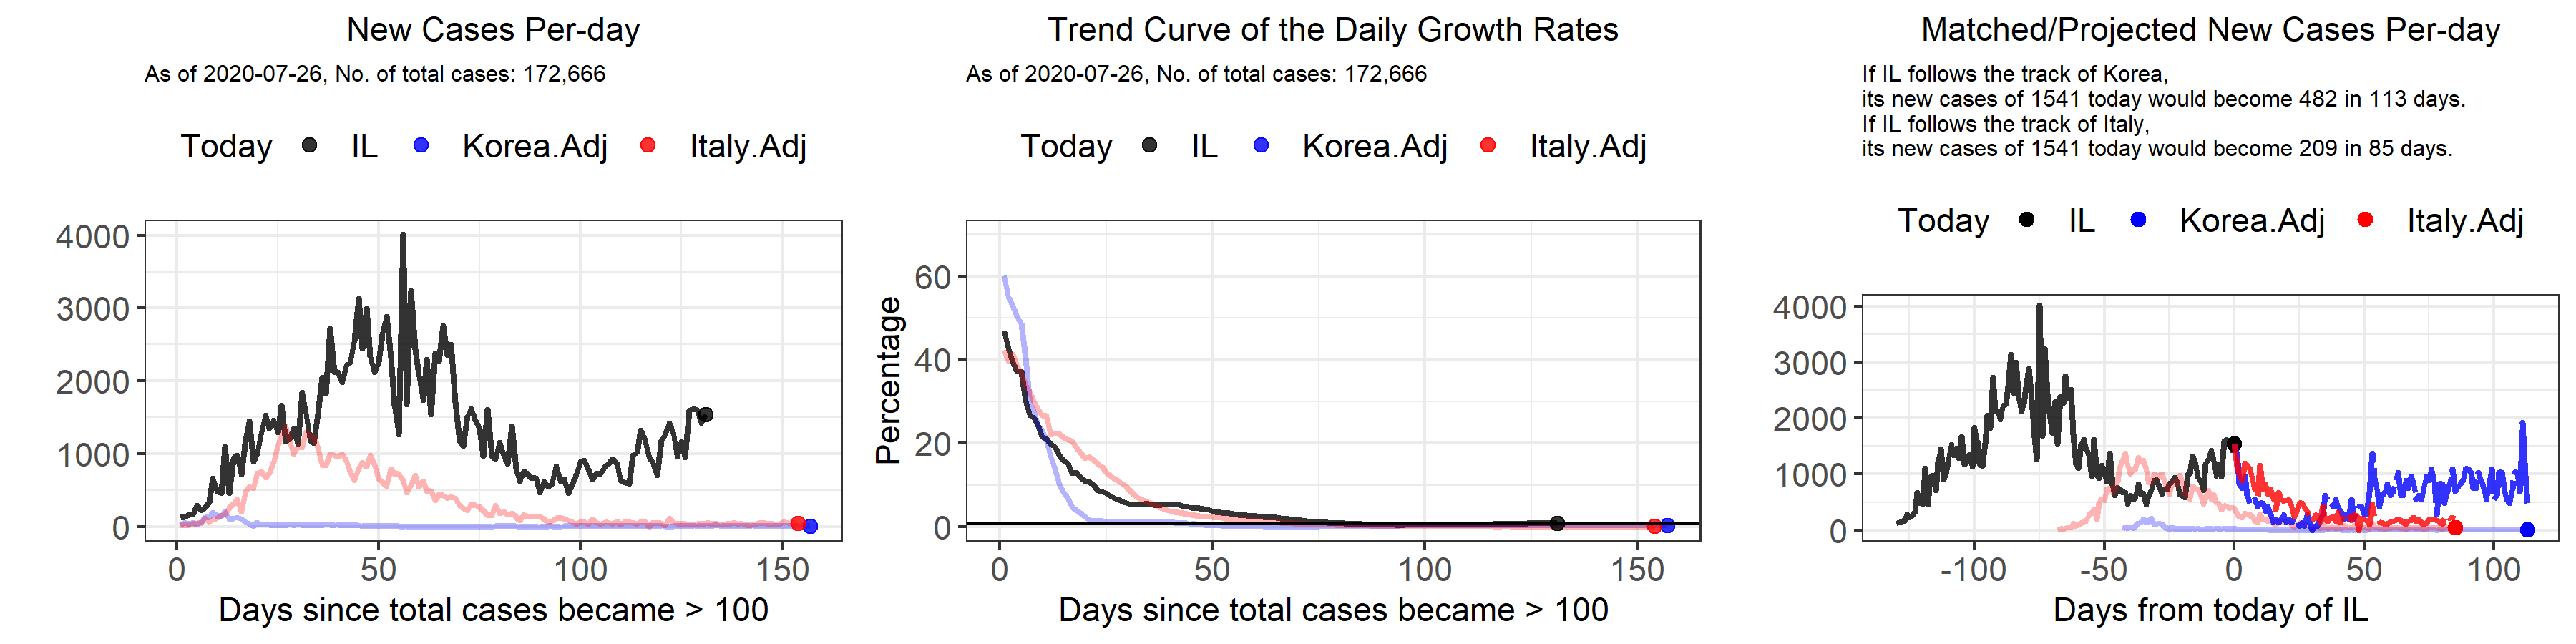 New Cases Per-day
As of 2020-07-26, No. of total cases: 172,666
Today IL Korea.Adj Italy.Adj
4000
3000
2000
1000
0
0 50 100 150
Days since total cases became > 100
Trend Curve of the Daily Growth Rates
As of 2020-07-26, No. of total cases: 172,666
Today IL Korea.Adj Italy.Adj
Percentage
60
40
20
0
0 50 100 150
Days since total cases became > 100
Matched/Projected New Cases Per-day
If IL follows the track of Korea,
its new cases of 1541 today would become 482 in 113 days.
If IL follows the track of Italy,
its new cases of 1541 today would become 209 in 85 days.
Today IL Korea.Adj Italy.Adj
4000
3000
2000
1000
0
-100 -50 0 50 100
Days from today of IL